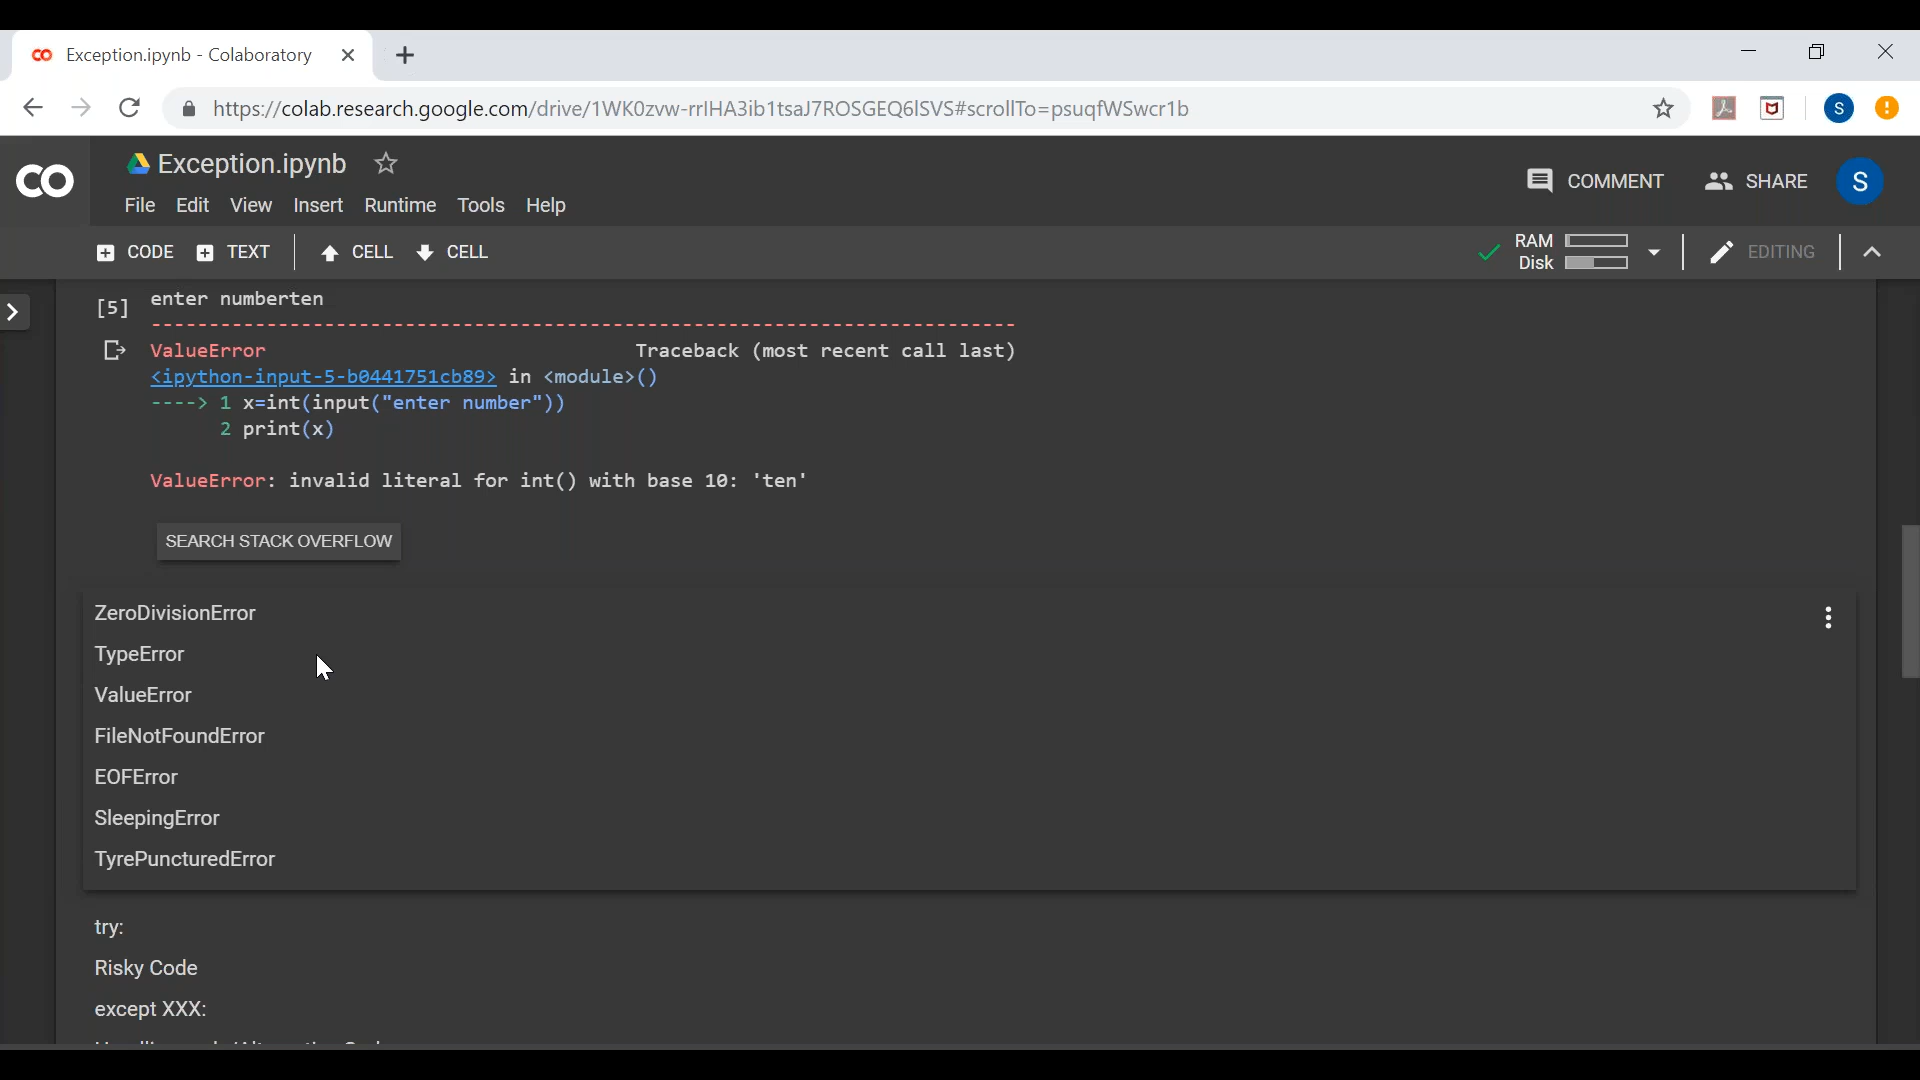 Exception.ipynb - Colaboratory
https://colab.research.google.com/drive/1WK0zvw-rrIHA3ib1tsaJ7ROSGEQ6lSVS#scrollTo=psuqfWSwcr1b
S
CO
Exception.ipynb
COMMENT SHARE S
File Edit View Insert Runtime Tools Help
CODE TEXT CELL CELL
RAM
Disk
EDITING
[5] enter numberten
---------------------------------------------------------------------------
ValueError Traceback (most recent call last)
<ipython-input-5-b0441751cb89> in <module>()
----> 1 x=int(input("enter number"))
2 print(x)
ValueError: invalid literal for int() with base 10: 'ten'
SEARCH STACK OVERFLOW
ZeroDivisionError
TypeError
ValueError
FileNotFoundError
EOFError
SleepingError
TyrePuncturedError
try:
Risky Code
except XXX: